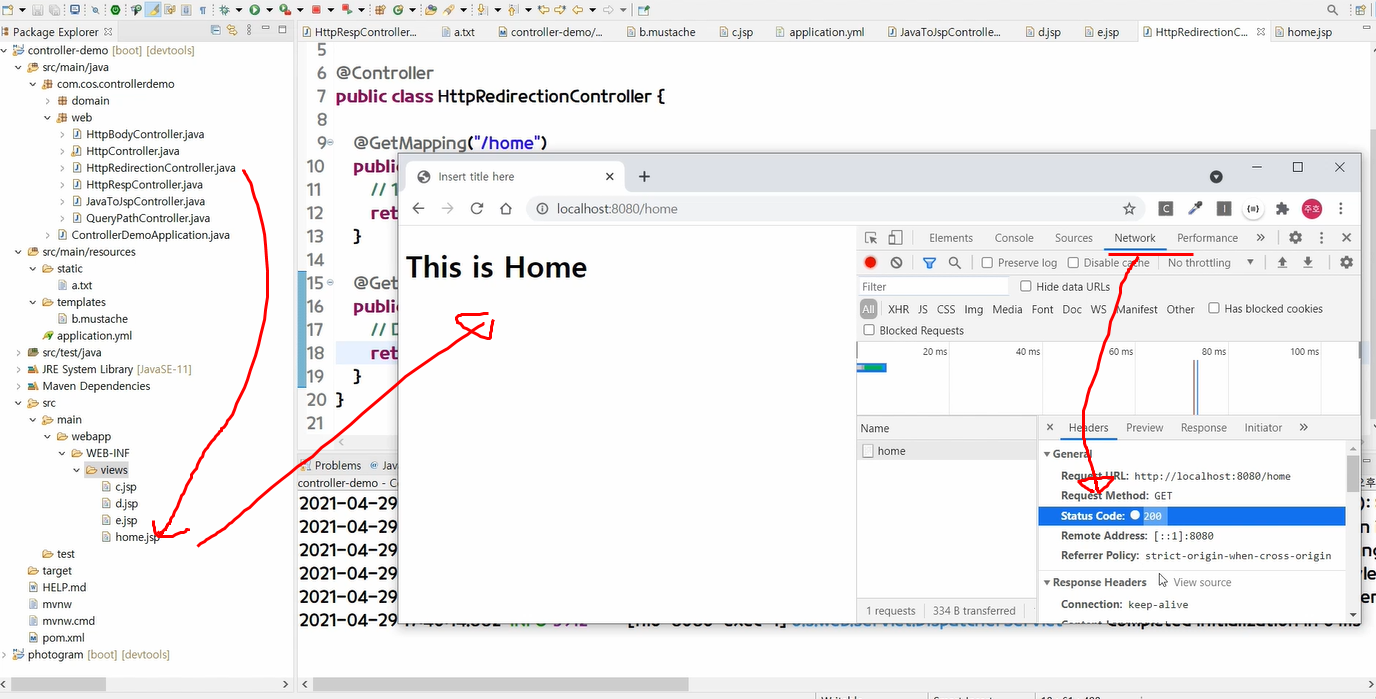 Package Explorer
controller-demo [boot] [devtools]
src/main/java
com.cos.controllerdemo
domain
web
HttpBodyController.java
HttpController.java
HttpRedirectionController.java
HttpRespController.java
JavaToJspController.java
QueryPathController.java
ControllerDemoApplication.java
src/main/resources
static
a.txt
templates
b.mustache
application.yml
src/test/java
JRE System Library [JavaSE-11]
Maven Dependencies
src
main
webapp
WEB-INF
views
c.jsp
d.jsp
e.jsp
home.jsp
test
target
HELP.md
mvnw
mvnw.cmd
pom.xml
photogram [boot] [devtools]
HttpRespController... a.txt controller-demo/... b.mustache c.jsp application.yml JavaToJspControlle... d.jsp e.jsp HttpRedirectionC... home.jsp
5
6 @Controller
7 public class HttpRedirectionController {
8
9 @GetMapping("/home")
10 public
11 // 1
12 ret
13 }
14
15 @Get
16 public
17 //
18 ret
19 }
20 }
21
Problems Jav
controller-demo - C
2021-04-29
2021-04-29
2021-04-29
2021-04-29
2021-04-29
2021-04-29
Insert title here
localhost:8080/home
주호
This is Home
Elements Console Sources Network Performance
Preserve log Disable cache No throttling
Filter Hide data URLs
All XHR JS CSS Img Media Font Doc WS Manifest Other Has blocked cookies
Blocked Requests
20 ms 40 ms 60 ms 80 ms 100 ms
Name
home
1 requests 334 B transferred
Headers Preview Response Initiator
General
Request URL: http://localhost:8080/home
Request Method: GET
Status Code: 200
Remote Address: [::1]:8080
Referrer Policy: strict-origin-when-cross-origin
Response Headers View source
Connection: keep-alive